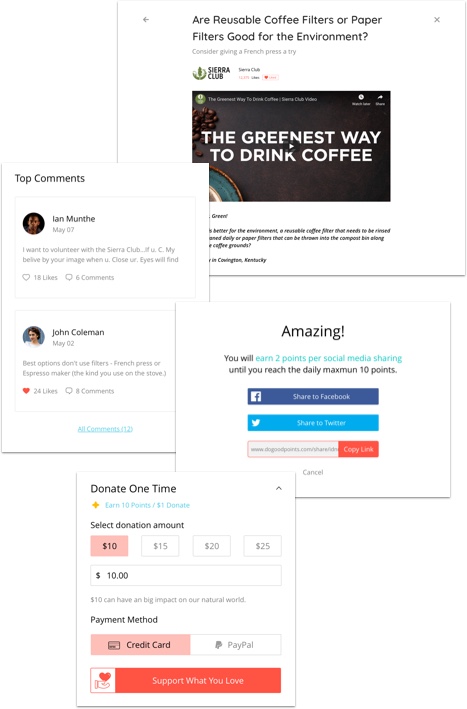 Are Reusable Coffee Filters or Paper
Filters Good for the Environment?
Consider giving a French press a try
SIERRA
CLUB
Sierra Club
Likes
The Greenest Way To Drink Coffee | Sierra Club Video
Watch later
Share
THE GREENEST WAY
TO DRINK COFFEE
, Green!
s better for the environment, a reusable coffee filter that needs to be rinsed
aned daily or paper filters that can be thrown into the compost bin along
e coffee grounds?
y in Covington, Kentucky
Top Comments
Ian Munthe
May 07
I want to volunteer with the Sierra Club...If u. C. My
belive by your image when u. Close ur. Eyes will find
18 Likes
6 Comments
John Coleman
May 02
Best options don't use filters - French press or
Espresso maker (the kind you use on the stove.)
24 Likes
8 Comments
All Comments (12)
Amazing!
You will earn 2 points per social media sharing
until you reach the daily maxmun 10 points.
Share to Facebook
Share to Twitter
www.dogoodpoints.com/share/idn
Copy Link
Cancel
Donate One Time
Earn 10 Points / $1 Donate
Select donation amount
$10 $15 $20 $25
$ 10.00
$10 can have an big impact on our natural world.
Payment Method
Credit Card
PayPal
Support What You Love